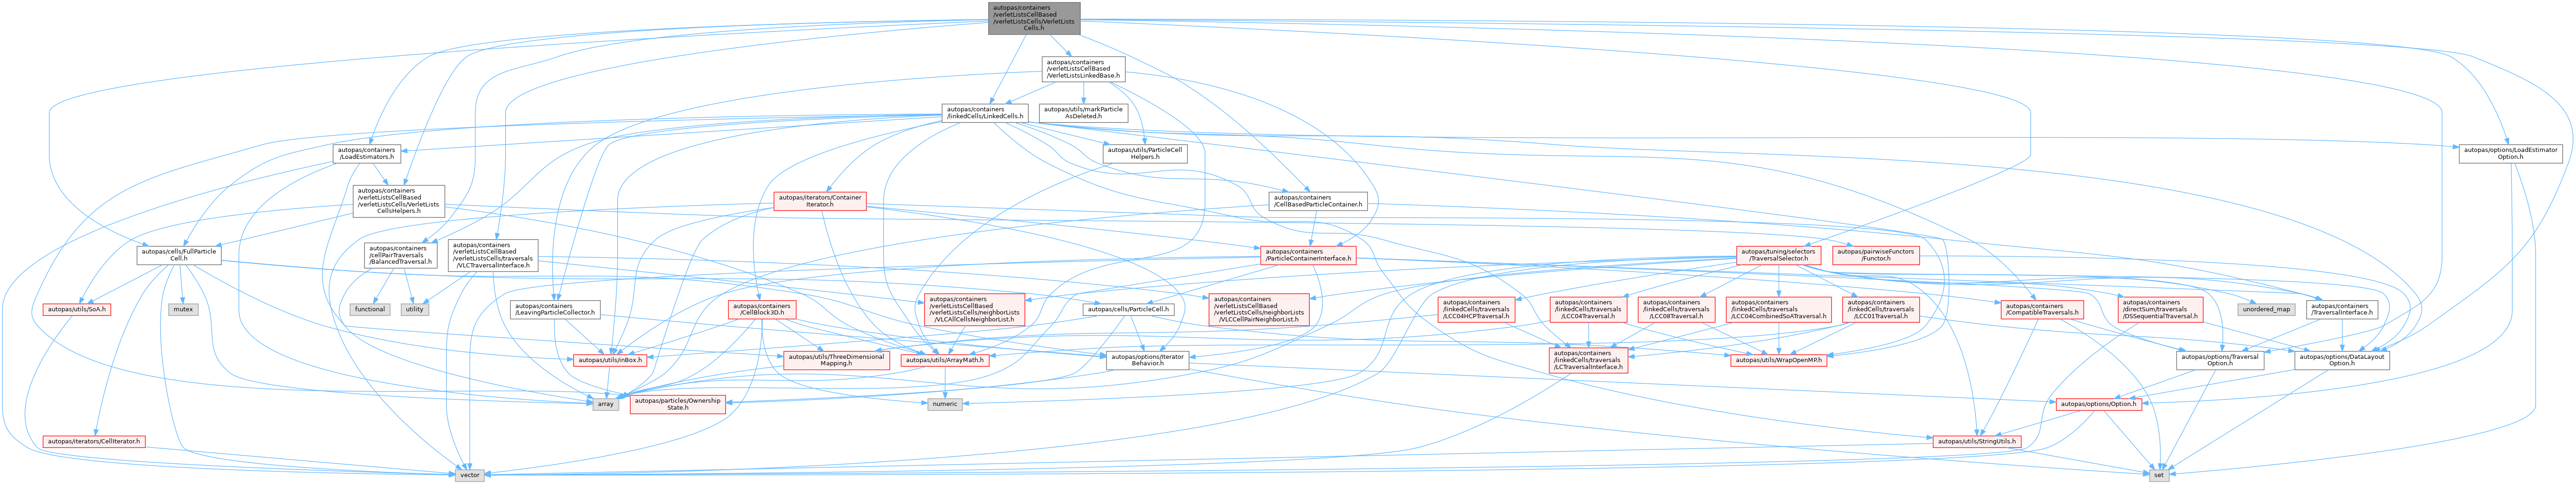 autopas/containers
/verletListsCellBased
/verletListsCells/VerletLists
Cells.h
autopas/containers
/verletListsCellBased
/VerletListsLinkedBase.h
autopas/containers
/linkedCells/LinkedCells.h
autopas/utils/markParticle
AsDeleted.h
autopas/containers
/LoadEstimators.h
autopas/utils/ParticleCell
Helpers.h
autopas/options/LoadEstimator
Option.h
autopas/containers
/verletListsCellBased
/verletListsCells/VerletLists
CellsHelpers.h
autopas/iterators/Container
Iterator.h
autopas/containers
/CellBasedParticleContainer.h
autopas/cells/FullParticle
Cell.h
autopas/containers
/cellPairTraversals
/BalancedTraversal.h
autopas/containers
/verletListsCellBased
/verletListsCells/traversals
/VLCTraversalInterface.h
autopas/containers
/ParticleContainerInterface.h
autopas/tuning/selectors
/TraversalSelector.h
autopas/pairwiseFunctors
/Functor.h
autopas/utils/SoA.h
mutex
functional
utility
autopas/containers
/LeavingParticleCollector.h
autopas/containers
/CellBlock3D.h
autopas/containers
/verletListsCellBased
/verletListsCells/neighborLists
/VLCAllCellsNeighborList.h
autopas/cells/ParticleCell.h
autopas/containers
/verletListsCellBased
/verletListsCells/neighborLists
/VLCCellPairNeighborList.h
autopas/containers
/linkedCells/traversals
/LCC04HCPTraversal.h
autopas/containers
/linkedCells/traversals
/LCC04Traversal.h
autopas/containers
/linkedCells/traversals
/LCC08Traversal.h
autopas/containers
/linkedCells/traversals
/LCC04CombinedSoATraversal.h
autopas/containers
/linkedCells/traversals
/LCC01Traversal.h
autopas/containers
/CompatibleTraversals.h
autopas/containers
/directSum/traversals
/DSSequentialTraversal.h
unordered_map
autopas/containers
/TraversalInterface.h
autopas/utils/inBox.h
autopas/utils/ThreeDimensional
Mapping.h
autopas/utils/ArrayMath.h
autopas/options/Iterator
Behavior.h
autopas/containers
/linkedCells/traversals
/LCTraversalInterface.h
autopas/utils/WrapOpenMP.h
autopas/options/Traversal
Option.h
autopas/options/DataLayout
Option.h
array
autopas/particles/Ownership
State.h
numeric
autopas/options/Option.h
autopas/iterators/CellIterator.h
autopas/utils/StringUtils.h
vector
set